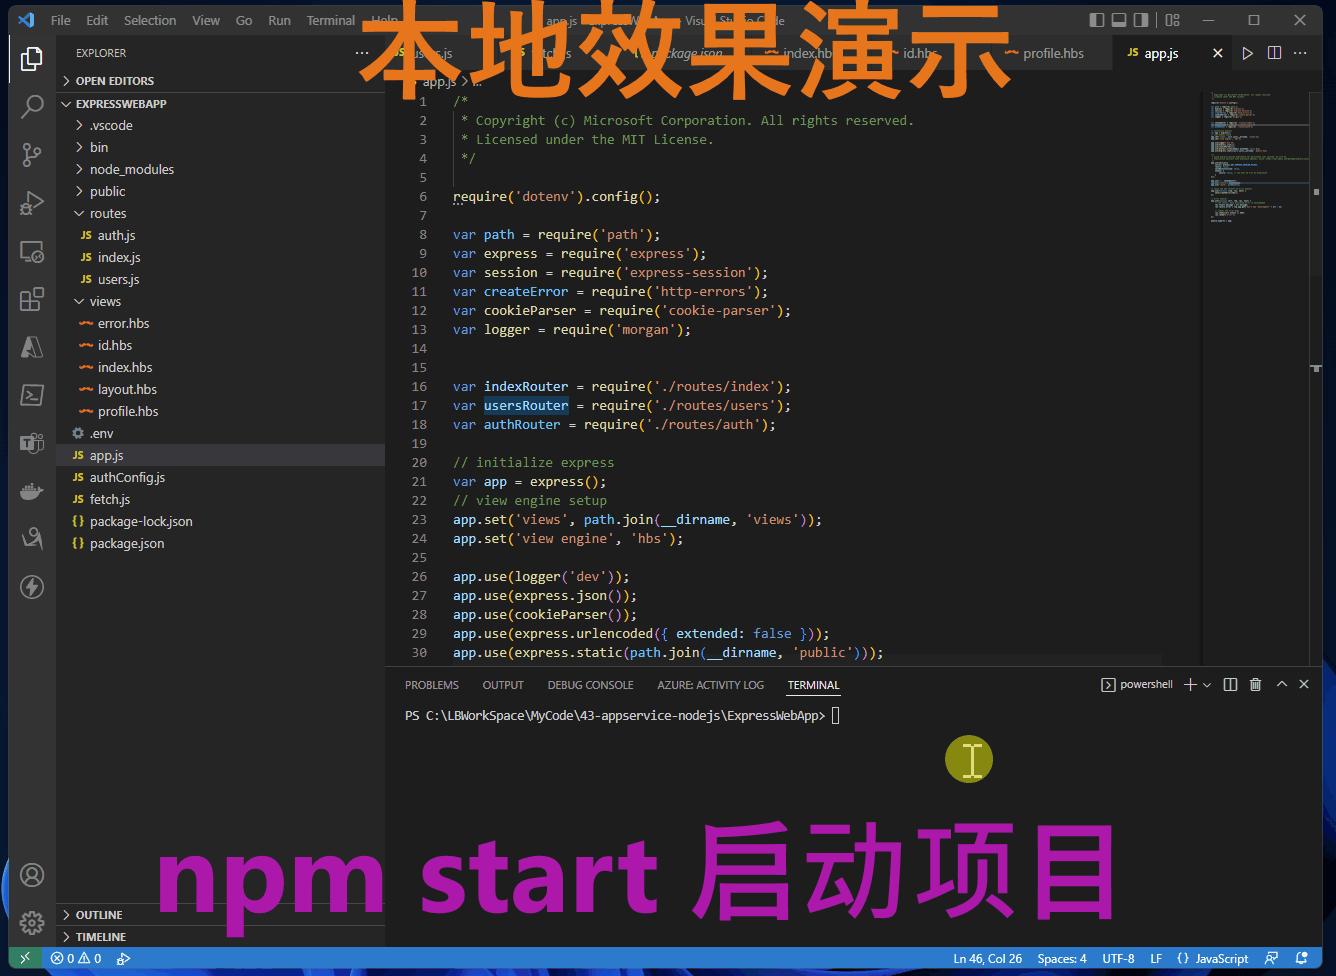 File Edit Selection View Go Run Terminal Help
本地效果演示
EXPLORER
OPEN EDITORS
EXPRESSWEBAPP
.vscode
bin
node_modules
public
routes
JS auth.js
JS index.js
JS users.js
views
error.hbs
id.hbs
index.hbs
layout.hbs
profile.hbs
.env
JS app.js
JS authConfig.js
JS fetch.js
{} package-lock.json
{} package.json
OUTLINE
TIMELINE
profile.hbs JS app.js
app.js
1 /*
2 * Copyright (c) Microsoft Corporation. All rights reserved.
3 * Licensed under the MIT License.
4 */
5
6 require('dotenv').config();
7
8 var path = require('path');
9 var express = require('express');
10 var session = require('express-session');
11 var createError = require('http-errors');
12 var cookieParser = require('cookie-parser');
13 var logger = require('morgan');
14
15
16 var indexRouter = require('./routes/index');
17 var usersRouter = require('./routes/users');
18 var authRouter = require('./routes/auth');
19
20 // initialize express
21 var app = express();
22 // view engine setup
23 app.set('views', path.join(__dirname, 'views'));
24 app.set('view engine', 'hbs');
25
26 app.use(logger('dev'));
27 app.use(express.json());
28 app.use(cookieParser());
29 app.use(express.urlencoded({ extended: false }));
30 app.use(express.static(path.join(__dirname, 'public')));
PROBLEMS OUTPUT DEBUG CONSOLE AZURE: ACTIVITY LOG TERMINAL powershell
PS C:\LBWorkSpace\MyCode\43-appservice-nodejs\ExpressWebApp>
npm start 启动项目
0 0 Ln 46, Col 26 Spaces: 4 UTF-8 LF {} JavaScript